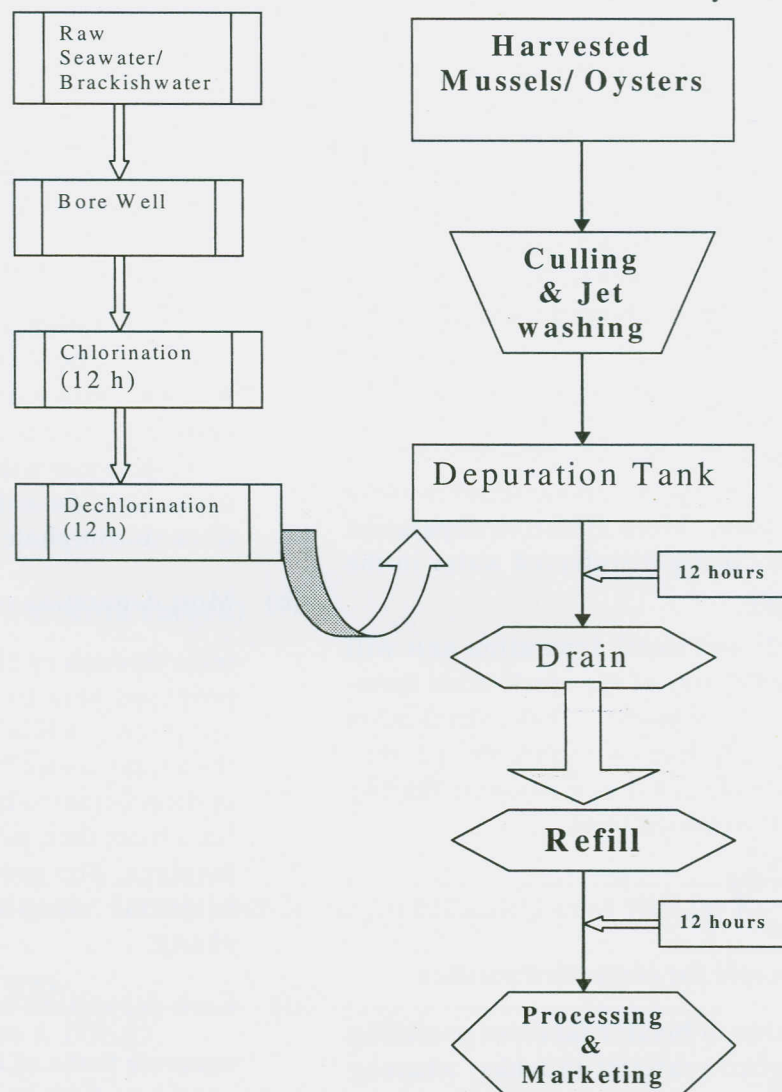 Raw
Seawater/
Brackishwater
Bore Well
Chlorination
(12 h)
Dechlorination
(12 h)
Harvested
Mussels/ Oysters
Culling
& Jet
washing
Depuration Tank
12 hours
Drain
Refill
12 hours
Processing
&
Marketing